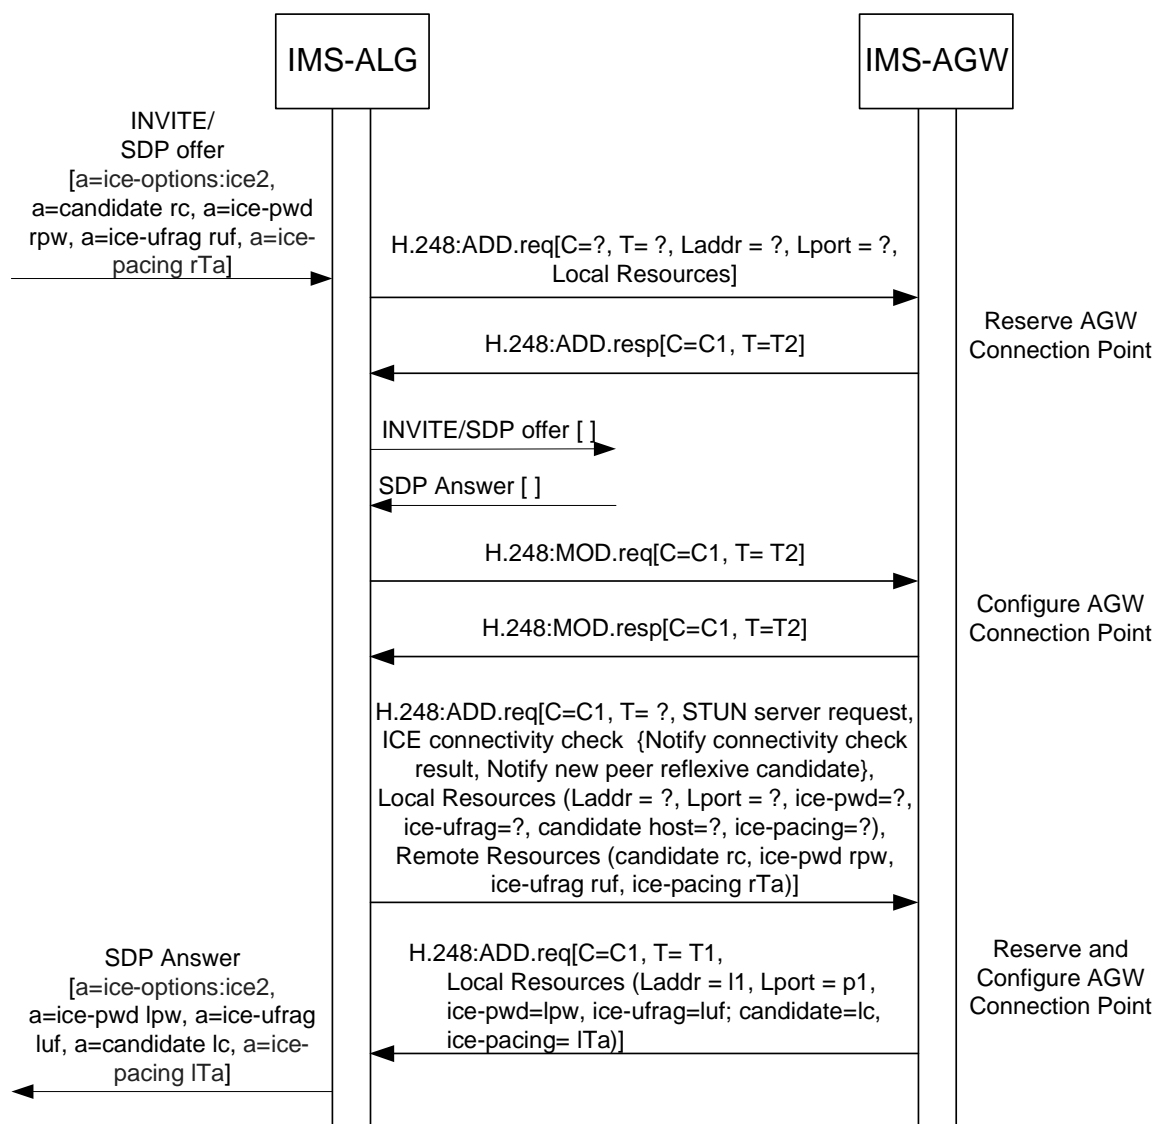 IMS-ALG
IMS-AGW
INVITE/
SDP offer
[a=ice-options:ice2,
a=candidate rc, a=ice-pwd
rpw, a=ice-ufrag ruf, a=ice-
pacing rTa]
H.248:ADD.req[C=?, T= ?, Laddr = ?, Lport = ?,
Local Resources]
Reserve AGW
Connection Point
H.248:ADD.resp[C=C1, T=T2]
INVITE/SDP offer [ ]
SDP Answer [ ]
H.248:MOD.req[C=C1, T= T2]
Configure AGW
Connection Point
H.248:MOD.resp[C=C1, T=T2]
H.248:ADD.req[C=C1, T= ?, STUN server request,
ICE connectivity check  {Notify connectivity check
result, Notify new peer reflexive candidate},
Local Resources (Laddr = ?, Lport = ?, ice-pwd=?,
ice-ufrag=?, candidate host=?, ice-pacing=?),
Remote Resources (candidate rc, ice-pwd rpw,
ice-ufrag ruf, ice-pacing rTa)]
Reserve and
Configure AGW
Connection Point
H.248:ADD.req[C=C1, T= T1,
Local Resources (Laddr = l1, Lport = p1,
ice-pwd=lpw, ice-ufrag=luf; candidate=lc,
ice-pacing= lTa)]
SDP Answer
[a=ice-options:ice2,
a=ice-pwd lpw, a=ice-ufrag
luf, a=candidate lc, a=ice-
pacing lTa]